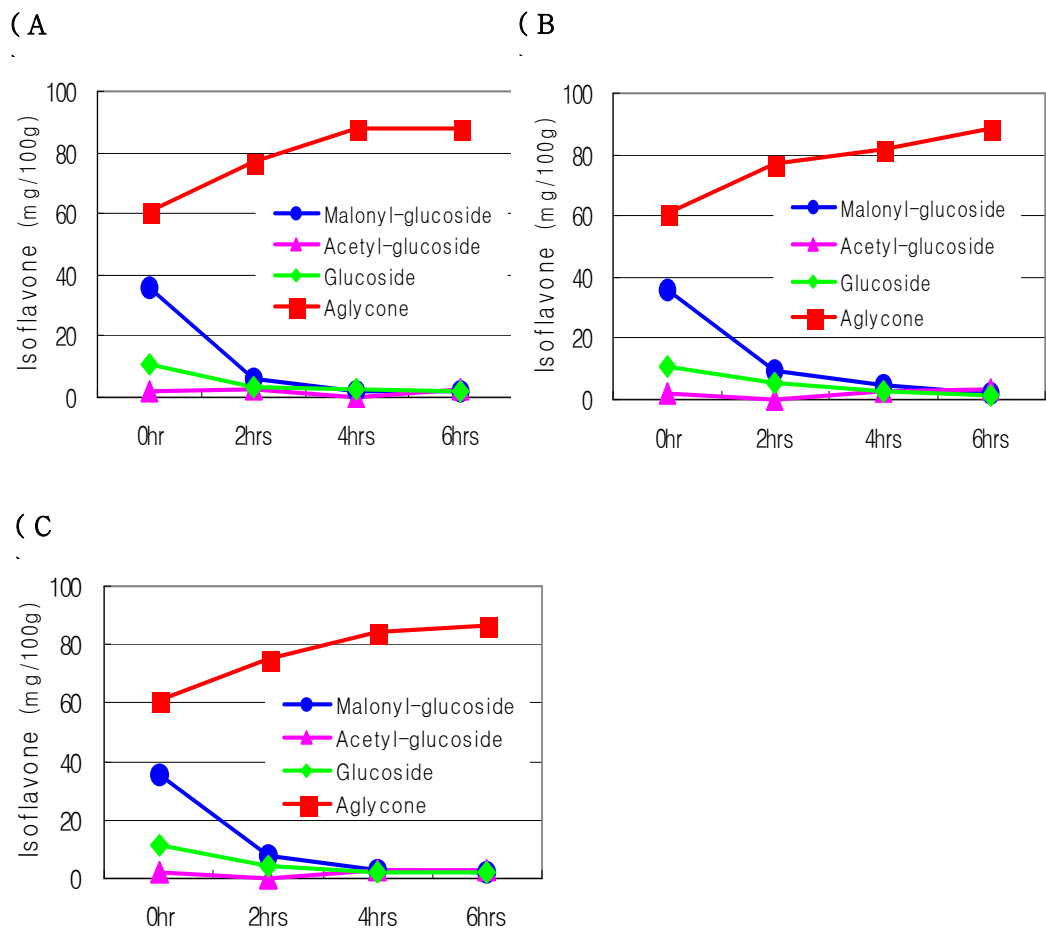 (A
(B
Isoflavone (mg/100g)
100
80
60
40
20
0
Malonyl-glucoside
Acetyl-glucoside
Glucoside
Aglycone
0hr 2hrs 4hrs 6hrs
Isoflavone (mg/100g)
100
80
60
40
20
0
Malonyl-glucoside
Acetyl-glucoside
Glucoside
Aglycone
0hr 2hrs 4hrs 6hrs
(C
Isoflavone (mg/100g)
100
80
60
40
20
0
Malonyl-glucoside
Acetyl-glucoside
Glucoside
Aglycone
0hr 2hrs 4hrs 6hrs